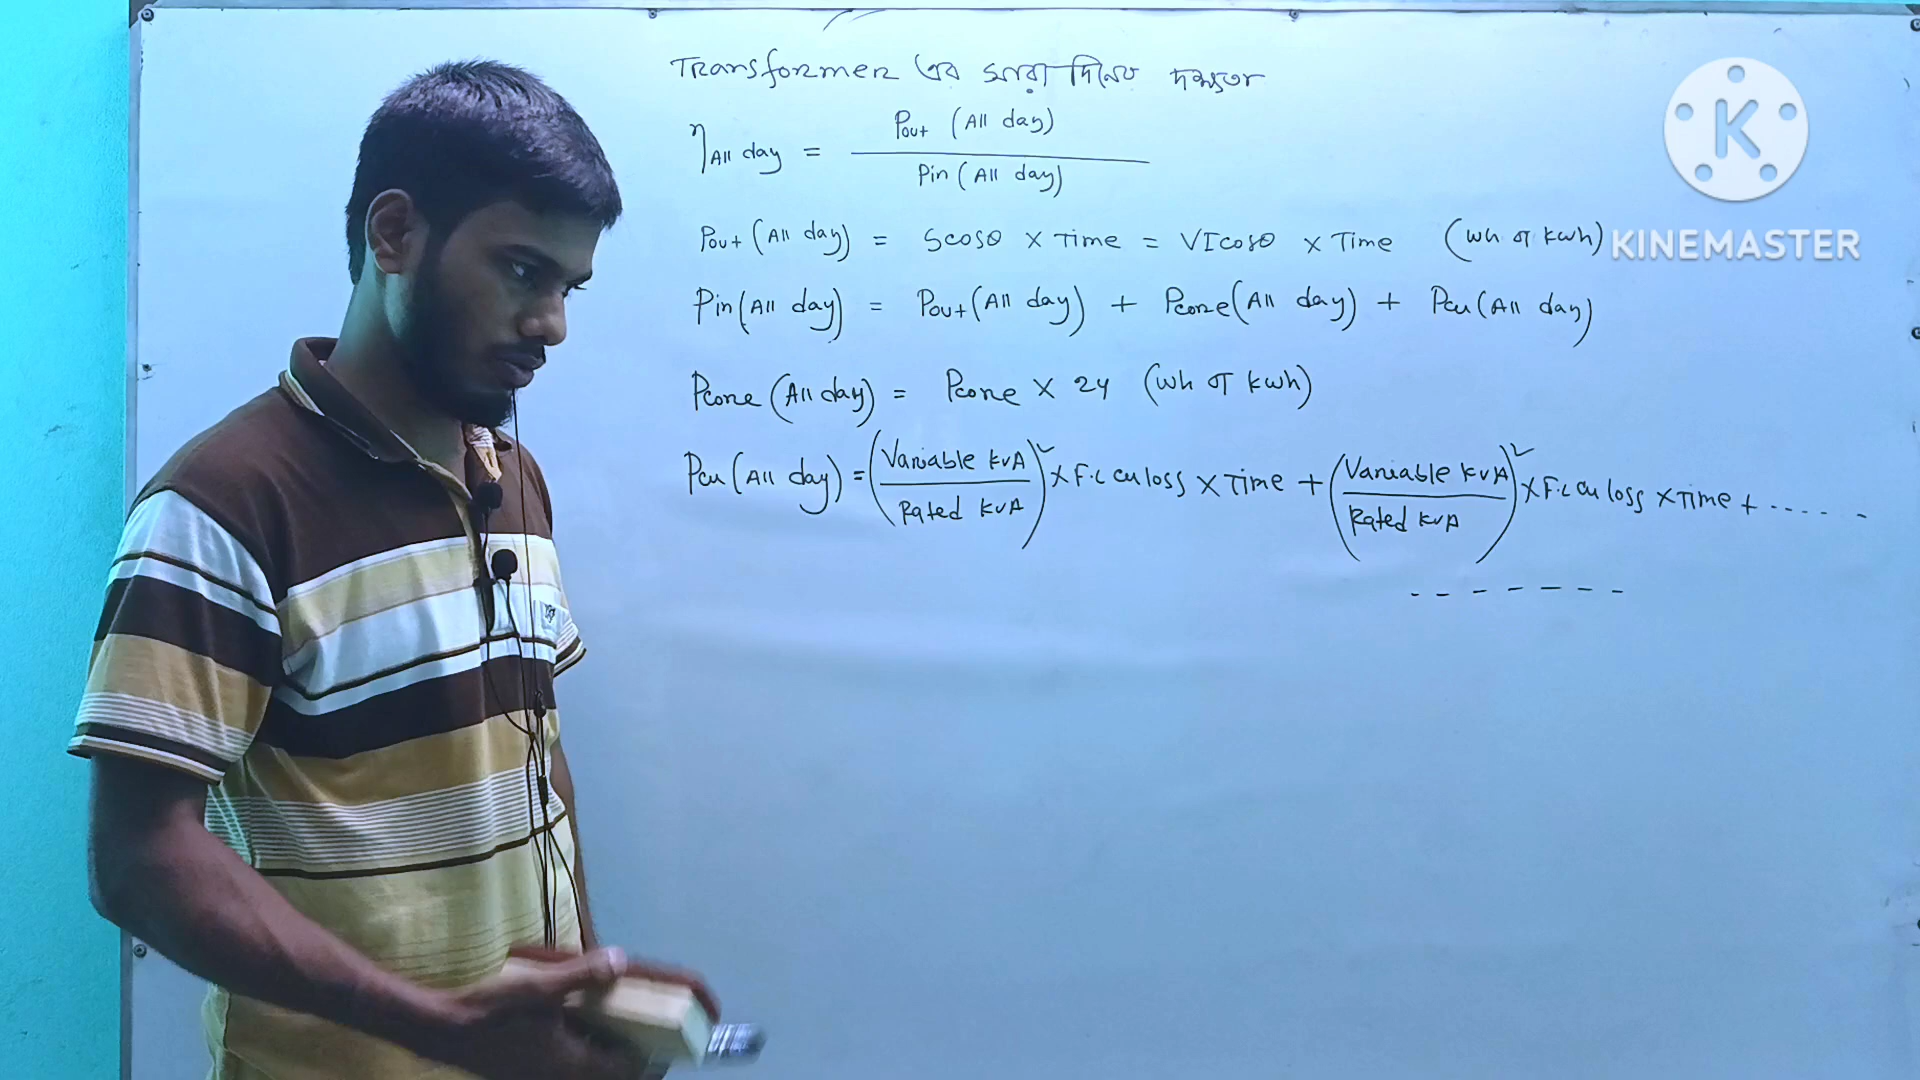 Transformer এর সারা দিনের দক্ষতা
η All day = Pout (All day) / Pin (All day)
Pout (All day) = Scosθ × Time = VIcosθ × Time (Wh বা kwh)
Pin (All day) = Pout (All day) + Pcore (All day) + Pcu (All day)
Pcore (All day) = Pcore × 24 (Wh বা kwh)
Pcu (All day) = (Variable KVA / Rated KVA)² × F.L Cu loss × Time + (Variable KVA / Rated KVA)² × F.L Cu loss × Time + ......
- - - - - - -
K
KINEMASTER